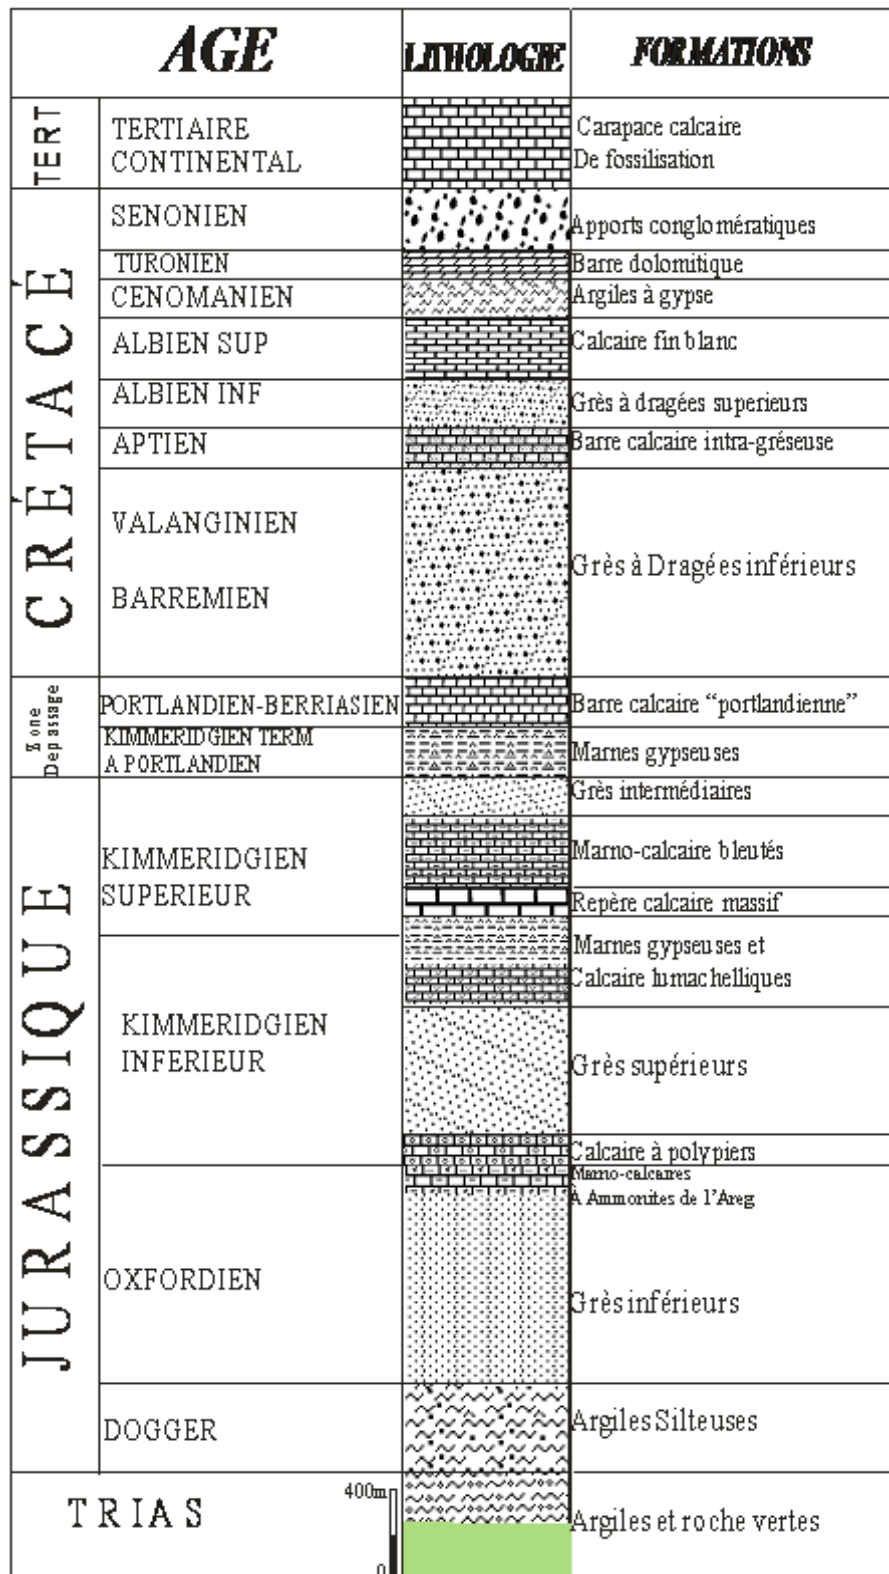 AGE LITHOLOGIE FORMATIONS
TERT
TERTIAIRE
CONTINENTAL
Carapace calcaire
De fossilisation
CRÉTACÉ
SENONIEN
Apports conglomératiques
TURONIEN
Barre dolomitique
CENOMANIEN
Argiles à gypse
ALBIEN SUP
Calcaire fin blanc
ALBIEN INF
Grès à dragées superieurs
APTIEN
Barre calcaire intra-gréseuse
VALANGINIEN
BARREMIEN
Grès à Dragées inférieurs
Zone
Depassage
PORTLANDIEN-BERRIASIEN
Barre calcaire “portlandienne”
KIMMERIDGIEN TERM
A PORTLANDIEN
Marnes gypseuses
JURASSIQUE
KIMMERIDGIEN
SUPERIEUR
Grès intermédiaires
Marno-calcaire bleutés
Repère calcaire massif
Marnes gypseuses et
Calcaire lumachelliques
KIMMERIDGIEN
INFERIEUR
Grès supérieurs
Calcaire à polypiers
OXFORDIEN
Marno-calcaires
À Ammonites de l’Areg
Grès inférieurs
DOGGER
Argiles Silteuses
TRIAS
400m
0
Argiles et roche vertes